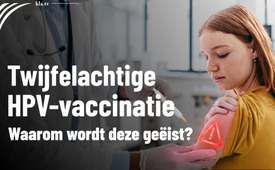 kla.tv
Twijfelachtige
HPV-vaccinatie
Waarom wordt deze geëist?